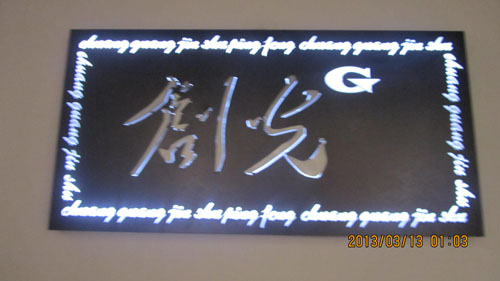 chuang guang jin shu ping feng chuang guang jin shu
G
創光
chuang guang jin shu
chuang guang jin shu
chuang guang jin shu ping feng chuang guang jin shu
2013/03/13 01:03